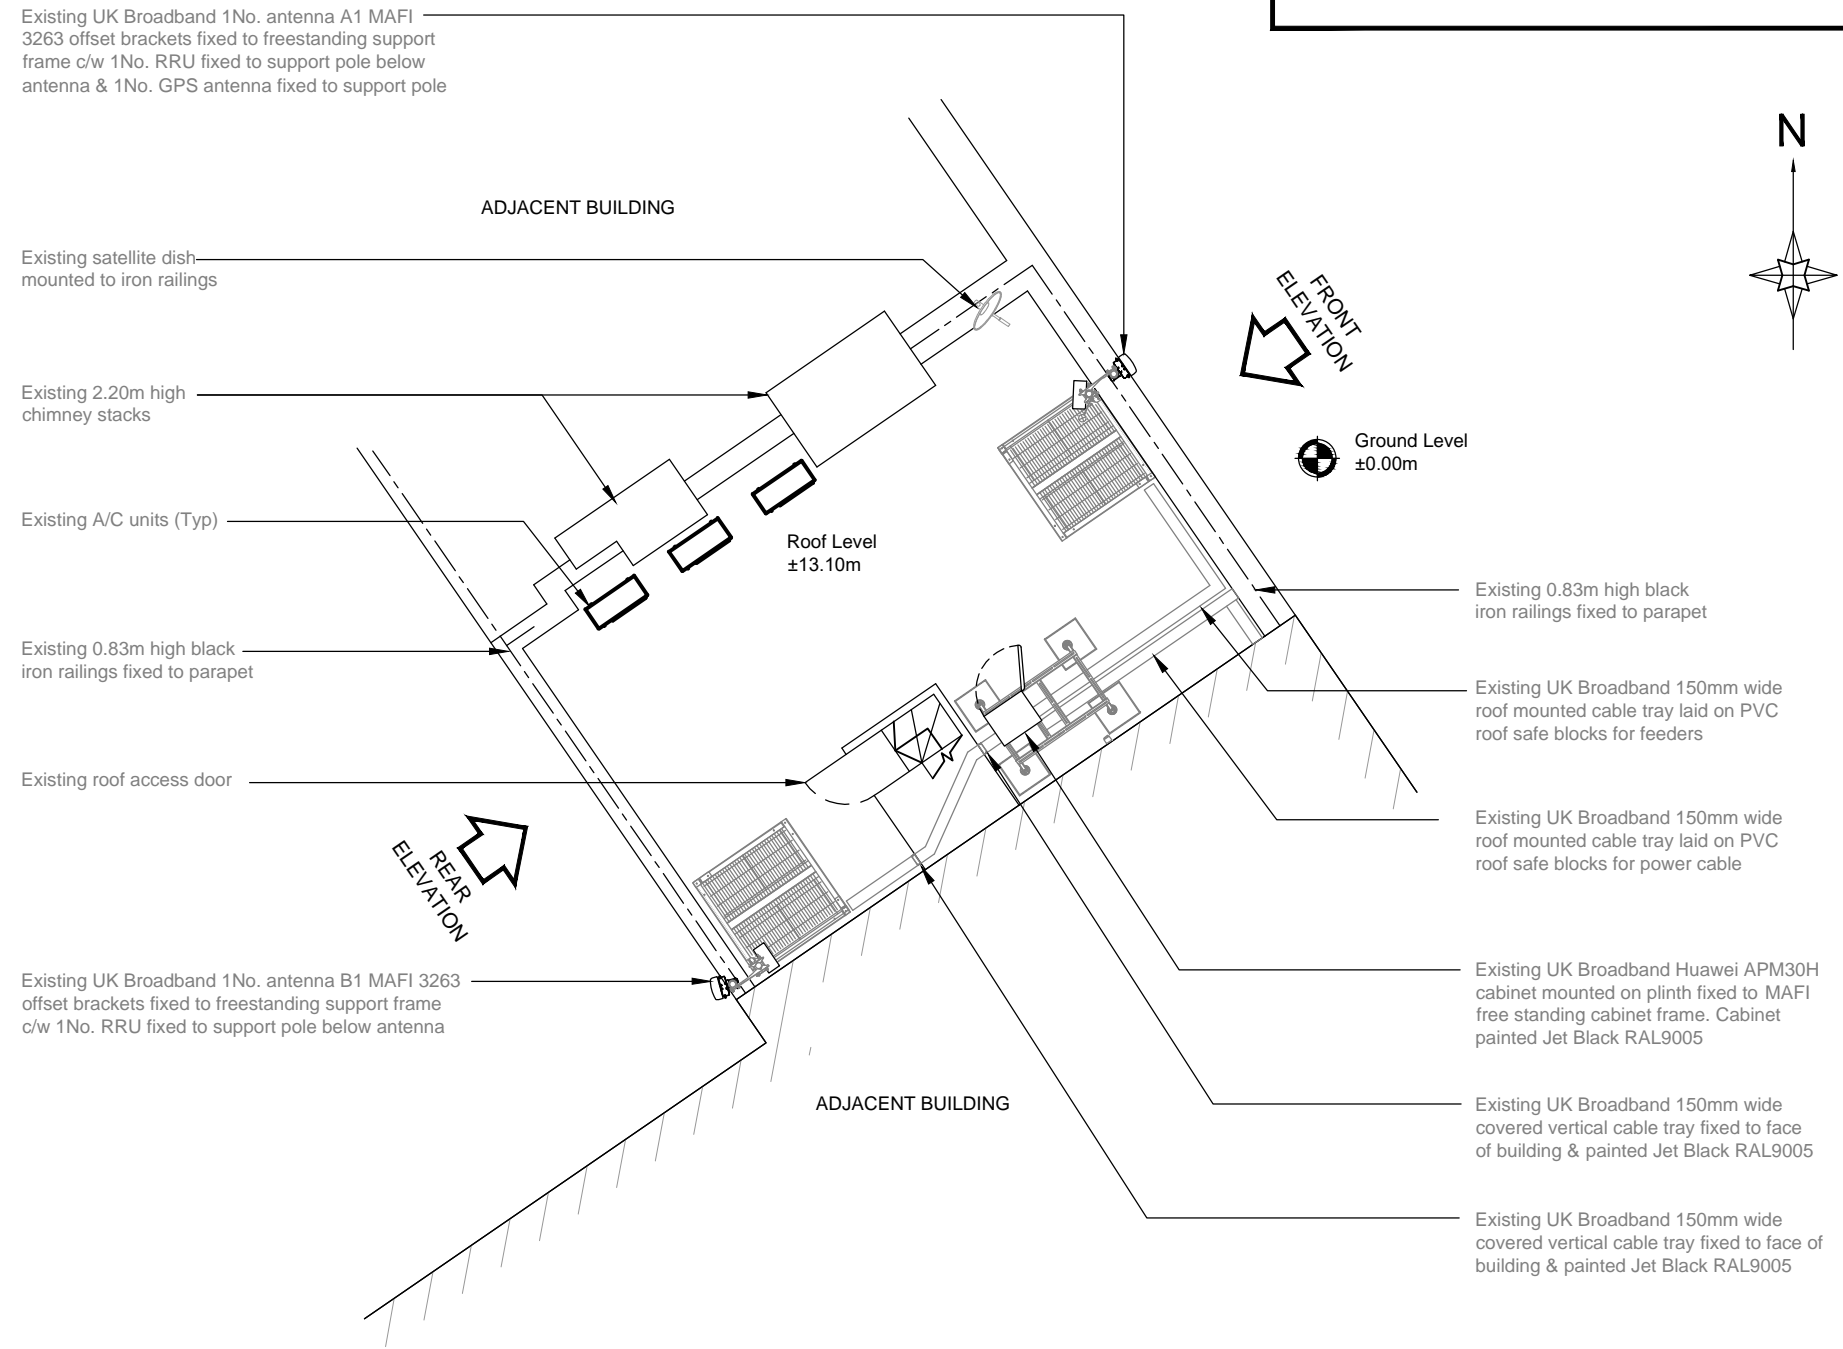 Existing UK Broadband 1No. antenna A1 MAFI
3263 offset brackets fixed to freestanding support
frame c/w 1No. RRU fixed to support pole below
antenna & 1No. GPS antenna fixed to support pole
N
ADJACENT BUILDING
Existing satellite dish
mounted to iron railings
FRONT
ELEVATION
Existing 2.20m high
chimney stacks
Ground Level
±0.00m
Existing A/C units (Typ)
Roof Level
±13.10m
Existing 0.83m high black
iron railings fixed to parapet
Existing 0.83m high black
iron railings fixed to parapet
Existing UK Broadband 150mm wide
roof mounted cable tray laid on PVC
roof safe blocks for feeders
Existing roof access door
Existing UK Broadband 150mm wide
roof mounted cable tray laid on PVC
roof safe blocks for power cable
REAR
ELEVATION
Existing UK Broadband 1No. antenna B1 MAFI 3263
offset brackets fixed to freestanding support frame
c/w 1No. RRU fixed to support pole below antenna
Existing UK Broadband Huawei APM30H
cabinet mounted on plinth fixed to MAFI
free standing cabinet frame. Cabinet
painted Jet Black RAL9005
ADJACENT BUILDING
Existing UK Broadband 150mm wide
covered vertical cable tray fixed to face
of building & painted Jet Black RAL9005
Existing UK Broadband 150mm wide
covered vertical cable tray fixed to face of
building & painted Jet Black RAL9005